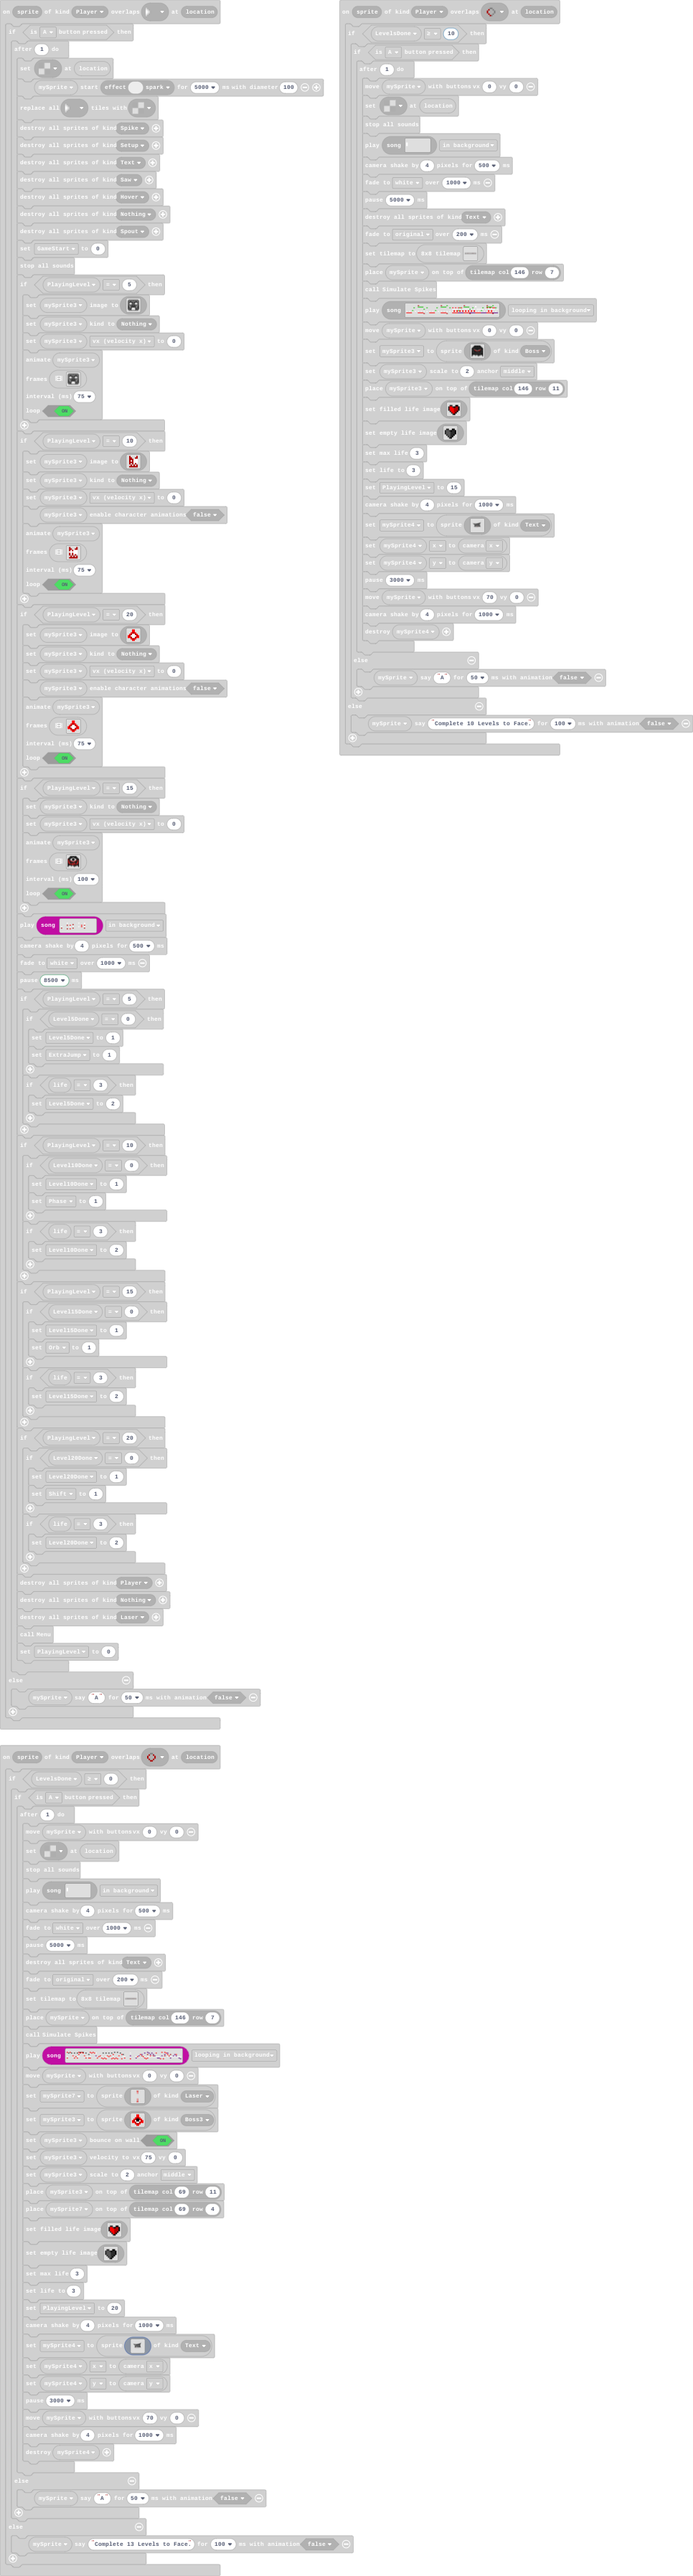 on sprite of kind Player overlaps at location
if is A button pressed then
after 1 do
set at location
mySprite start effect spark for 5000 ms with diameter 100
replace all tiles with
destroy all sprites of kind Spike
destroy all sprites of kind Setup
destroy all sprites of kind Text
destroy all sprites of kind Saw
destroy all sprites of kind Hover
destroy all sprites of kind Nothing
destroy all sprites of kind Spout
set GameStart to 0
stop all sounds
if PlayingLevel = 5 then
set mySprite3 image to
set mySprite3 kind to Nothing
set mySprite3 vx (velocity x) to 0
animate mySprite3
frames
interval (ms) 75
loop ON
if PlayingLevel = 10 then
set mySprite3 image to
set mySprite3 kind to Nothing
set mySprite3 vx (velocity x) to 0
mySprite3 enable character animations false
animate mySprite3
frames
interval (ms) 75
loop ON
if PlayingLevel = 20 then
set mySprite3 image to
set mySprite3 kind to Nothing
set mySprite3 vx (velocity x) to 0
mySprite3 enable character animations false
animate mySprite3
frames
interval (ms) 75
loop ON
if PlayingLevel = 15 then
set mySprite3 kind to Nothing
set mySprite3 vx (velocity x) to 0
animate mySprite3
frames
interval (ms) 100
loop ON
play song in background
camera shake by 4 pixels for 500 ms
fade to white over 1000 ms
pause 8500 ms
if PlayingLevel = 5 then
if Level5Done = 0 then
set Level5Done to 1
set ExtraJump to 1
if life = 3 then
set Level5Done to 2
if PlayingLevel = 10 then
if Level10Done = 0 then
set Level10Done to 1
set Phase to 1
if life = 3 then
set Level10Done to 2
if PlayingLevel = 15 then
if Level15Done = 0 then
set Level15Done to 1
set Orb to 1
if life = 3 then
set Level15Done to 2
if PlayingLevel = 20 then
if Level20Done = 0 then
set Level20Done to 1
set Shift to 1
if life = 3 then
set Level20Done to 2
destroy all sprites of kind Player
destroy all sprites of kind Nothing
destroy all sprites of kind Laser
call Menu
set PlayingLevel to 0
else
mySprite say "A" for 50 ms with animation false
on sprite of kind Player overlaps at location
if LevelsDone ≥ 10 then
if is A button pressed then
after 1 do
move mySprite with buttons vx 0 vy 0
set at location
stop all sounds
play song in background
camera shake by 4 pixels for 500 ms
fade to white over 1000 ms
pause 5000 ms
destroy all sprites of kind Text
fade to original over 200 ms
set tilemap to 0x0 tilemap
place mySprite on top of tilemap col 146 row 7
call Simulate Spikes
play song looping in background
move mySprite with buttons vx 0 vy 0
set mySprite3 to sprite of kind Boss
set mySprite3 scale to 2 anchor middle
place mySprite3 on top of tilemap col 146 row 11
set filled life image
set empty life image
set max life 3
set life to 3
set PlayingLevel to 15
camera shake by 4 pixels for 1000 ms
set mySprite4 to sprite of kind Text
set mySprite4 x to camera x
set mySprite4 y to camera y
pause 3000 ms
move mySprite with buttons vx 70 vy 0
camera shake by 4 pixels for 1000 ms
destroy mySprite4
else
mySprite say "A" for 50 ms with animation false
else
mySprite say "Complete 10 Levels to Face" for 100 ms with animation false
on sprite of kind Player overlaps at location
if LevelsDone ≥ 0 then
if is A button pressed then
after 1 do
move mySprite with buttons vx 0 vy 0
set at location
stop all sounds
play song in background
camera shake by 4 pixels for 500 ms
fade to white over 1000 ms
pause 5000 ms
destroy all sprites of kind Text
fade to original over 200 ms
set tilemap to 0x0 tilemap
place mySprite on top of tilemap col 146 row 7
call Simulate Spikes
play song looping in background
move mySprite with buttons vx 0 vy 0
set mySprite7 to sprite of kind Laser
set mySprite3 to sprite of kind Boss3
set mySprite3 bounce on wall ON
set mySprite3 velocity to vx 75 vy 0
set mySprite3 scale to 2 anchor middle
place mySprite3 on top of tilemap col 69 row 11
place mySprite7 on top of tilemap col 69 row 4
set filled life image
set empty life image
set max life 3
set life to 3
set PlayingLevel to 20
camera shake by 4 pixels for 1000 ms
set mySprite4 to sprite of kind Text
set mySprite4 x to camera x
set mySprite4 y to camera y
pause 3000 ms
move mySprite with buttons vx 70 vy 0
camera shake by 4 pixels for 1000 ms
destroy mySprite4
else
mySprite say "A" for 50 ms with animation false
else
mySprite say "Complete 13 Levels to Face" for 100 ms with animation false